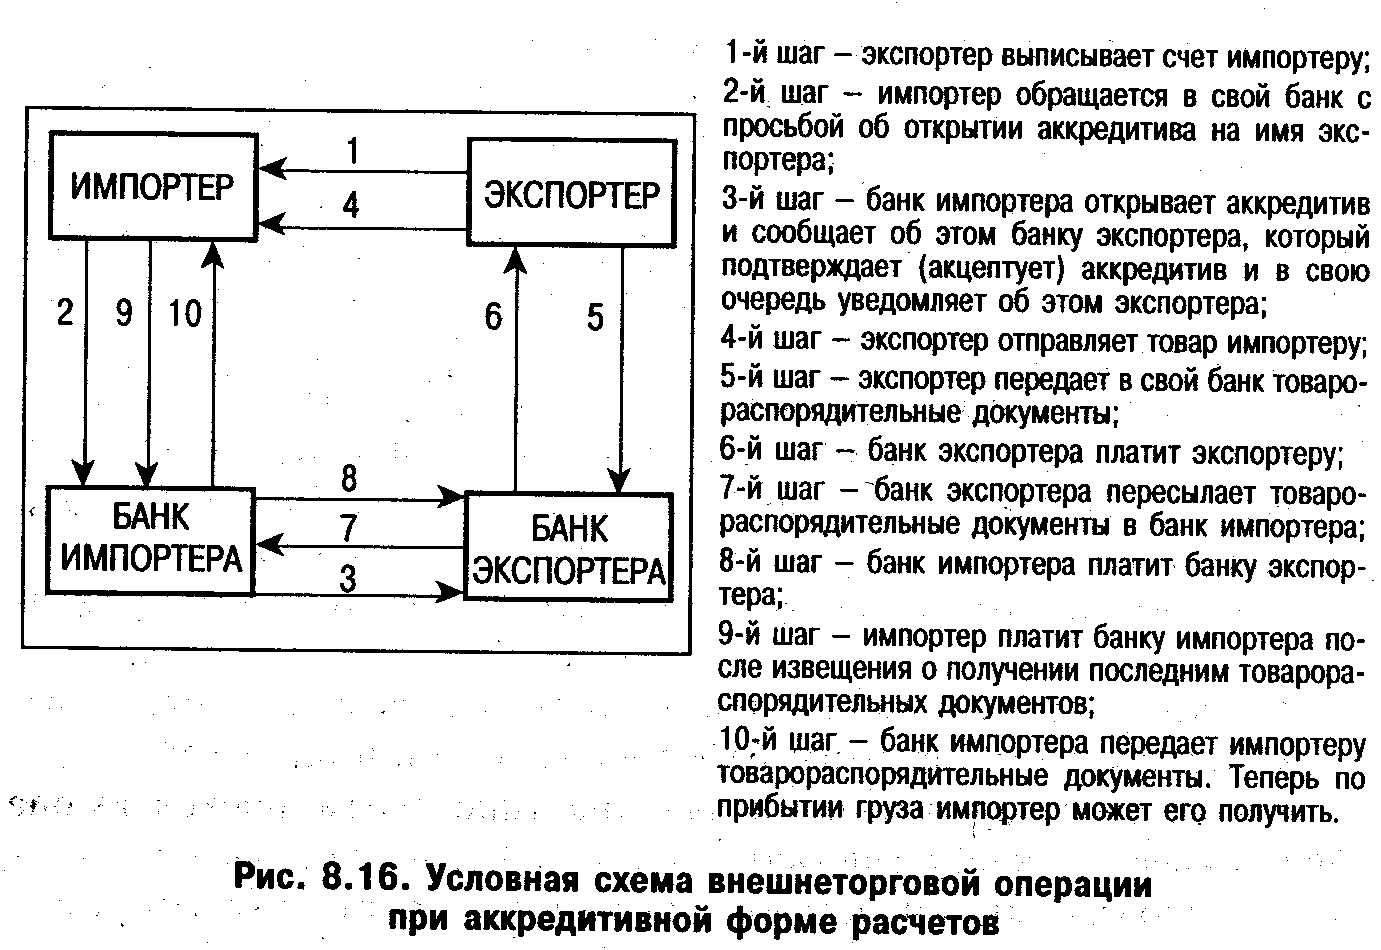 ИМПОРТЕР
ЭКСПОРТЕР
1
4
2
9
10
6
5
БАНК
ИМПОРТЕРА
8
7
3
БАНК
ЭКСПОРТЕРА
1-й шаг – экспортер выписывает счет импортеру;
2-й шаг – импортер обращается в свой банк с
просьбой об открытии аккредитива на имя экс-
портера;
3-й шаг – банк импортера открывает аккредитив
и сообщает об этом банку экспортера, который
подтверждает (акцептует) аккредитив и в свою
очередь уведомляет об этом экспортера;
4-й шаг – экспортер отправляет товар импортеру;
5-й шаг – экспортер передает в свой банк товаро-
распорядительные документы;
6-й шаг – банк экспортера платит экспортеру;
7-й шаг – банк экспортера пересылает товаро-
распорядительные документы в банк импортера;
8-й шаг – банк импортера платит банку экспор-
тера;
9-й шаг – импортер платит банку импортера по-
сле извещения о получении последним товарора-
спорядительных документов;
10-й шаг – банк импортера передает импортеру
товарораспорядительные документы. Теперь по
прибытии груза импортер может его получить.
Рис. 8.16. Условная схема внешнеторговой операции
при аккредитивной форме расчетов